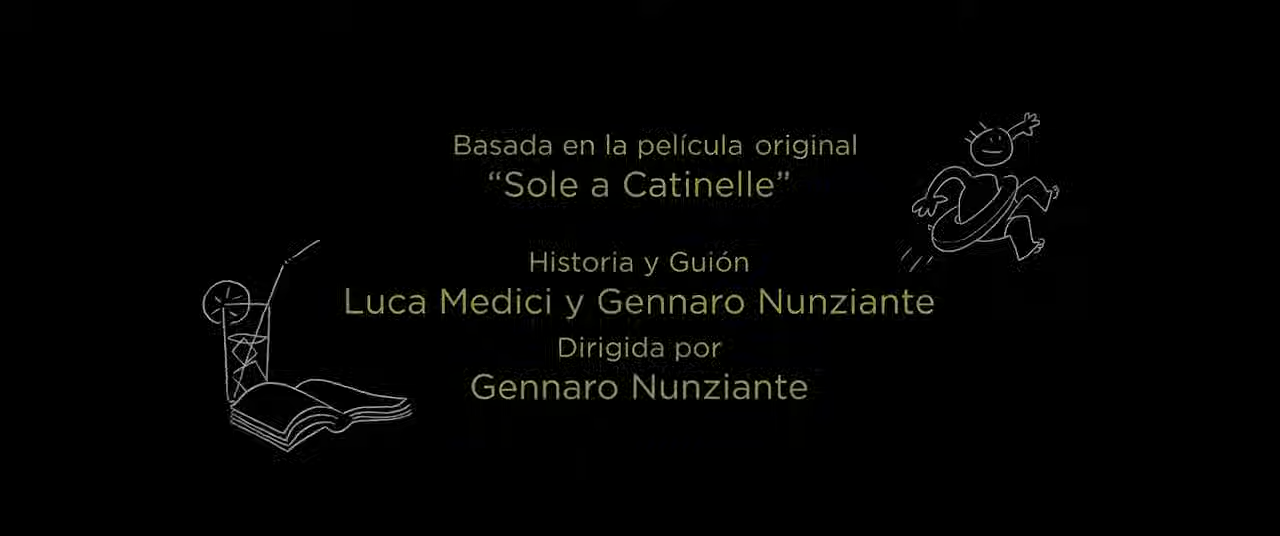 Basada en la película original
“Sole a Catinelle”
Historia y Guión
Luca Medici y Gennaro Nunziante
Dirigida por
Gennaro Nunziante